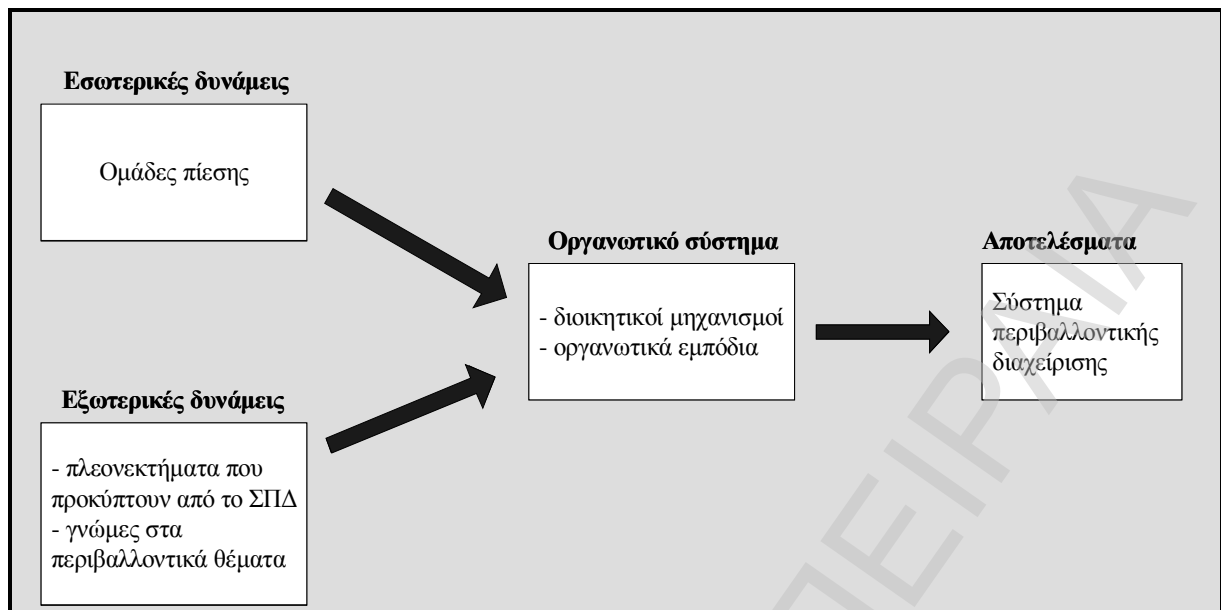 Εσωτερικές δυνάμεις
Ομάδες πίεσης
Εξωτερικές δυνάμεις
- πλεονεκτήματα που
προκύπτουν από το ΣΠΔ
- γνώμες στα
περιβαλλοντικά θέματα
Οργανωτικό σύστημα
- διοικητικοί μηχανισμοί
- οργανωτικά εμπόδια
Αποτελέσματα
Σύστημα
περιβαλλοντικής
διαχείρισης
ΠΕΙΡΑΙΑ